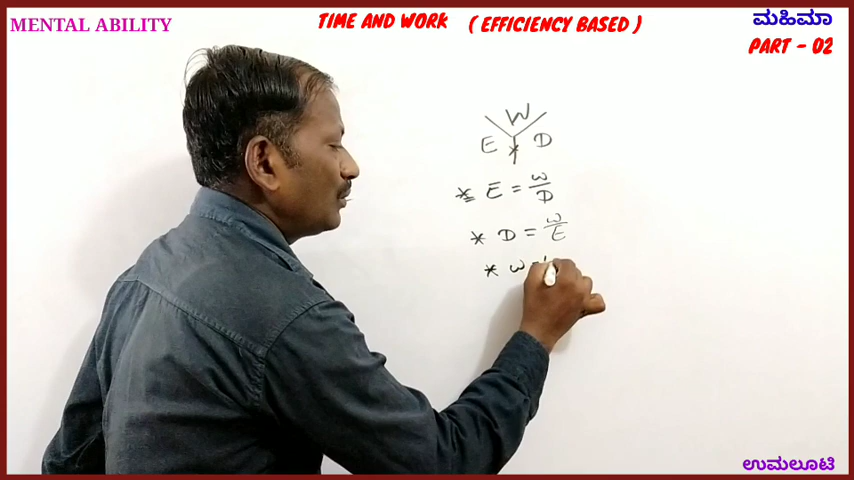 MENTAL ABILITY
TIME AND WORK ( EFFICIENCY BASED )
ಮಹಿಮಾ
PART - 02
W
E * D
* E = W/D
* D = W/E
* W =
ಉಮಲೂಟಿ